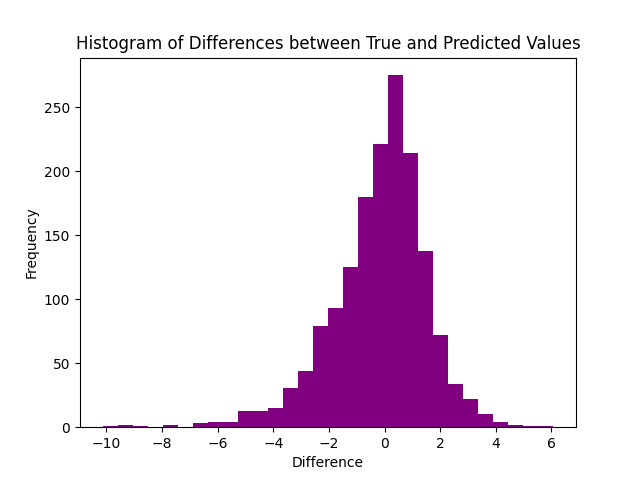 Histogram of Differences between True and Predicted Values
250
200
150
100
50
0
Frequency
−10 −8 −6 −4 −2 0 2 4 6
Difference